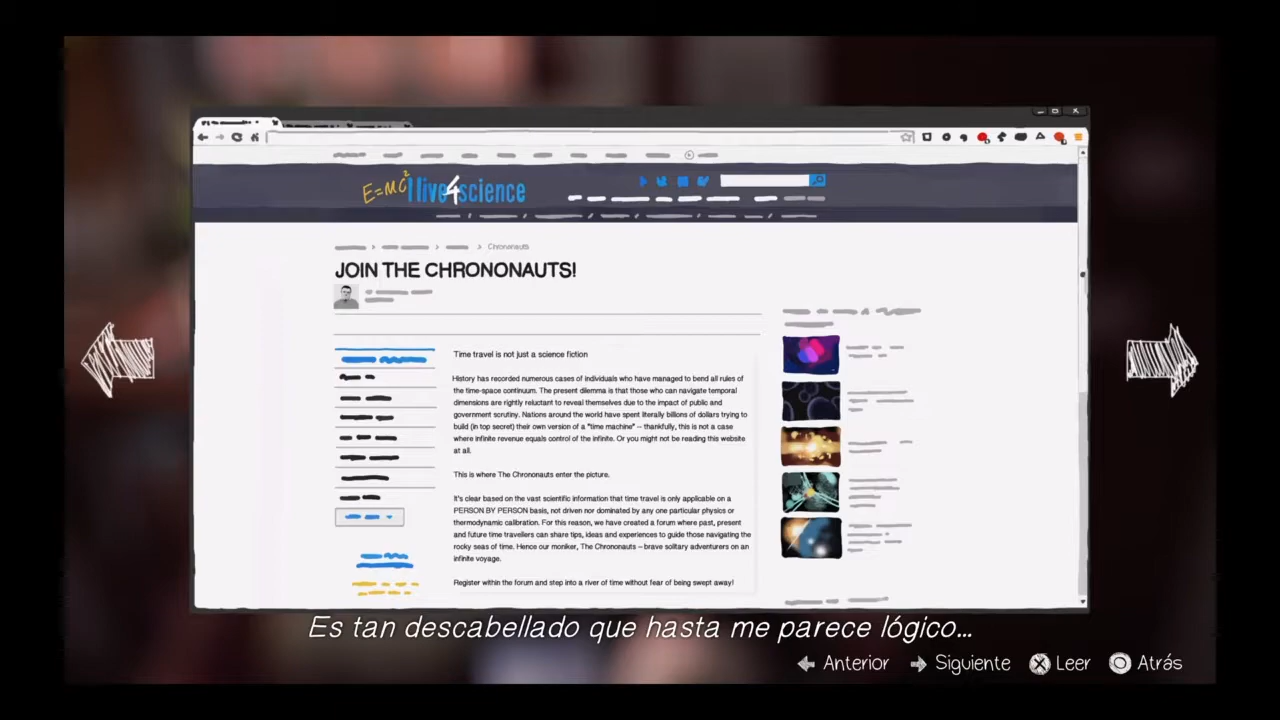 E=MC² I live 4 science
Chrononauts
JOIN THE CHRONONAUTS!
Time travel is not just a science fiction
History has recorded numerous cases of individuals who have managed to bend all rules of
the time-space continuum. The present dilemma is that those who can navigate temporal
dimensions are rightly reluctant to reveal themselves due to the impact of public and
government scrutiny. Nations around the world have spent literally billions of dollars trying to
build (in top secret) their own version of a "time machine" – thankfully, this is not a case
where infinite revenue equals control of the infinite. Or you might not be reading this website
at all.
This is where The Chrononauts enter the picture.
It's clear based on the vast scientific information that time travel is only applicable on a
PERSON BY PERSON basis, not driven nor dominated by any one particular physics or
thermodynamic calibration. For this reason, we have created a forum where past, present
and future time travellers can share tips, ideas and experiences to guide those navigating the
rocky seas of time. Hence our moniker, The Chrononauts – brave solitary adventurers on an
infinite voyage.
Register within the forum and step into a river of time without fear of being swept away!
Es tan descabellado que hasta me parece lógico...
Anterior Siguiente Leer Atrás